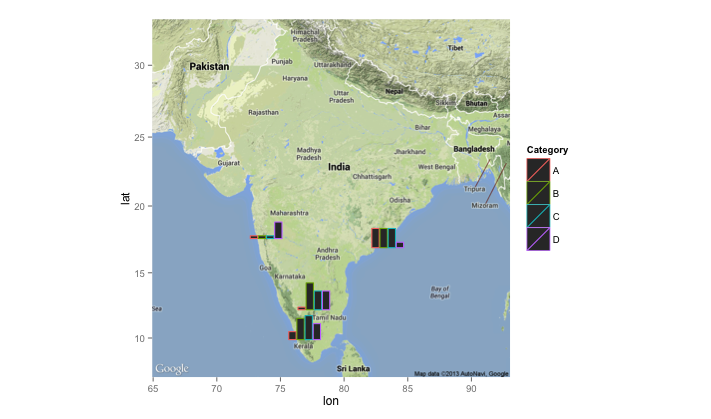 Himachal
Pradesh
Tibet
30
Pakistan
Punjab
Uttarakhand
Haryana
Nepal
Uttar
Pradesh
Sikkim
Bhutan
Rajasthan
Assam
25
Bihar
Meghalaya
Madhya
Pradesh
Jharkhand
Bangladesh
Gujarat
India
West Bengal
Chhattisgarh
Tripura
Mizoram
20
Odisha
Maharashtra
lat
Andhra
Pradesh
Goa
Karnataka
15
Bay of
Bengal
Sea
Tamil Nadu
10
Kerala
Sri Lanka
Google
Map data ©2013 AutoNavi, Google
65
70
75
80
85
90
lon
Category
A
B
C
D